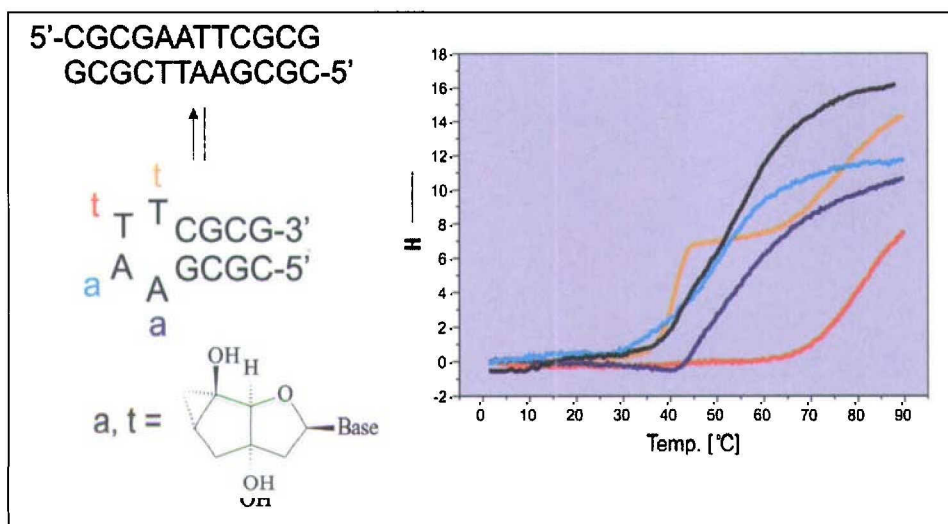 5'-CGCGAATTCGCG
GCGCTTAAGCGC-5'
t
t
T
T
CGCG-3'
A
A
GCGC-5'
a
a
OH
H
O
Base
a, t =
OH
OH
H
18
16
14
12
10
8
6
4
2
0
-2
0
10
20
30
40
50
60
70
80
90
Temp. [°C]